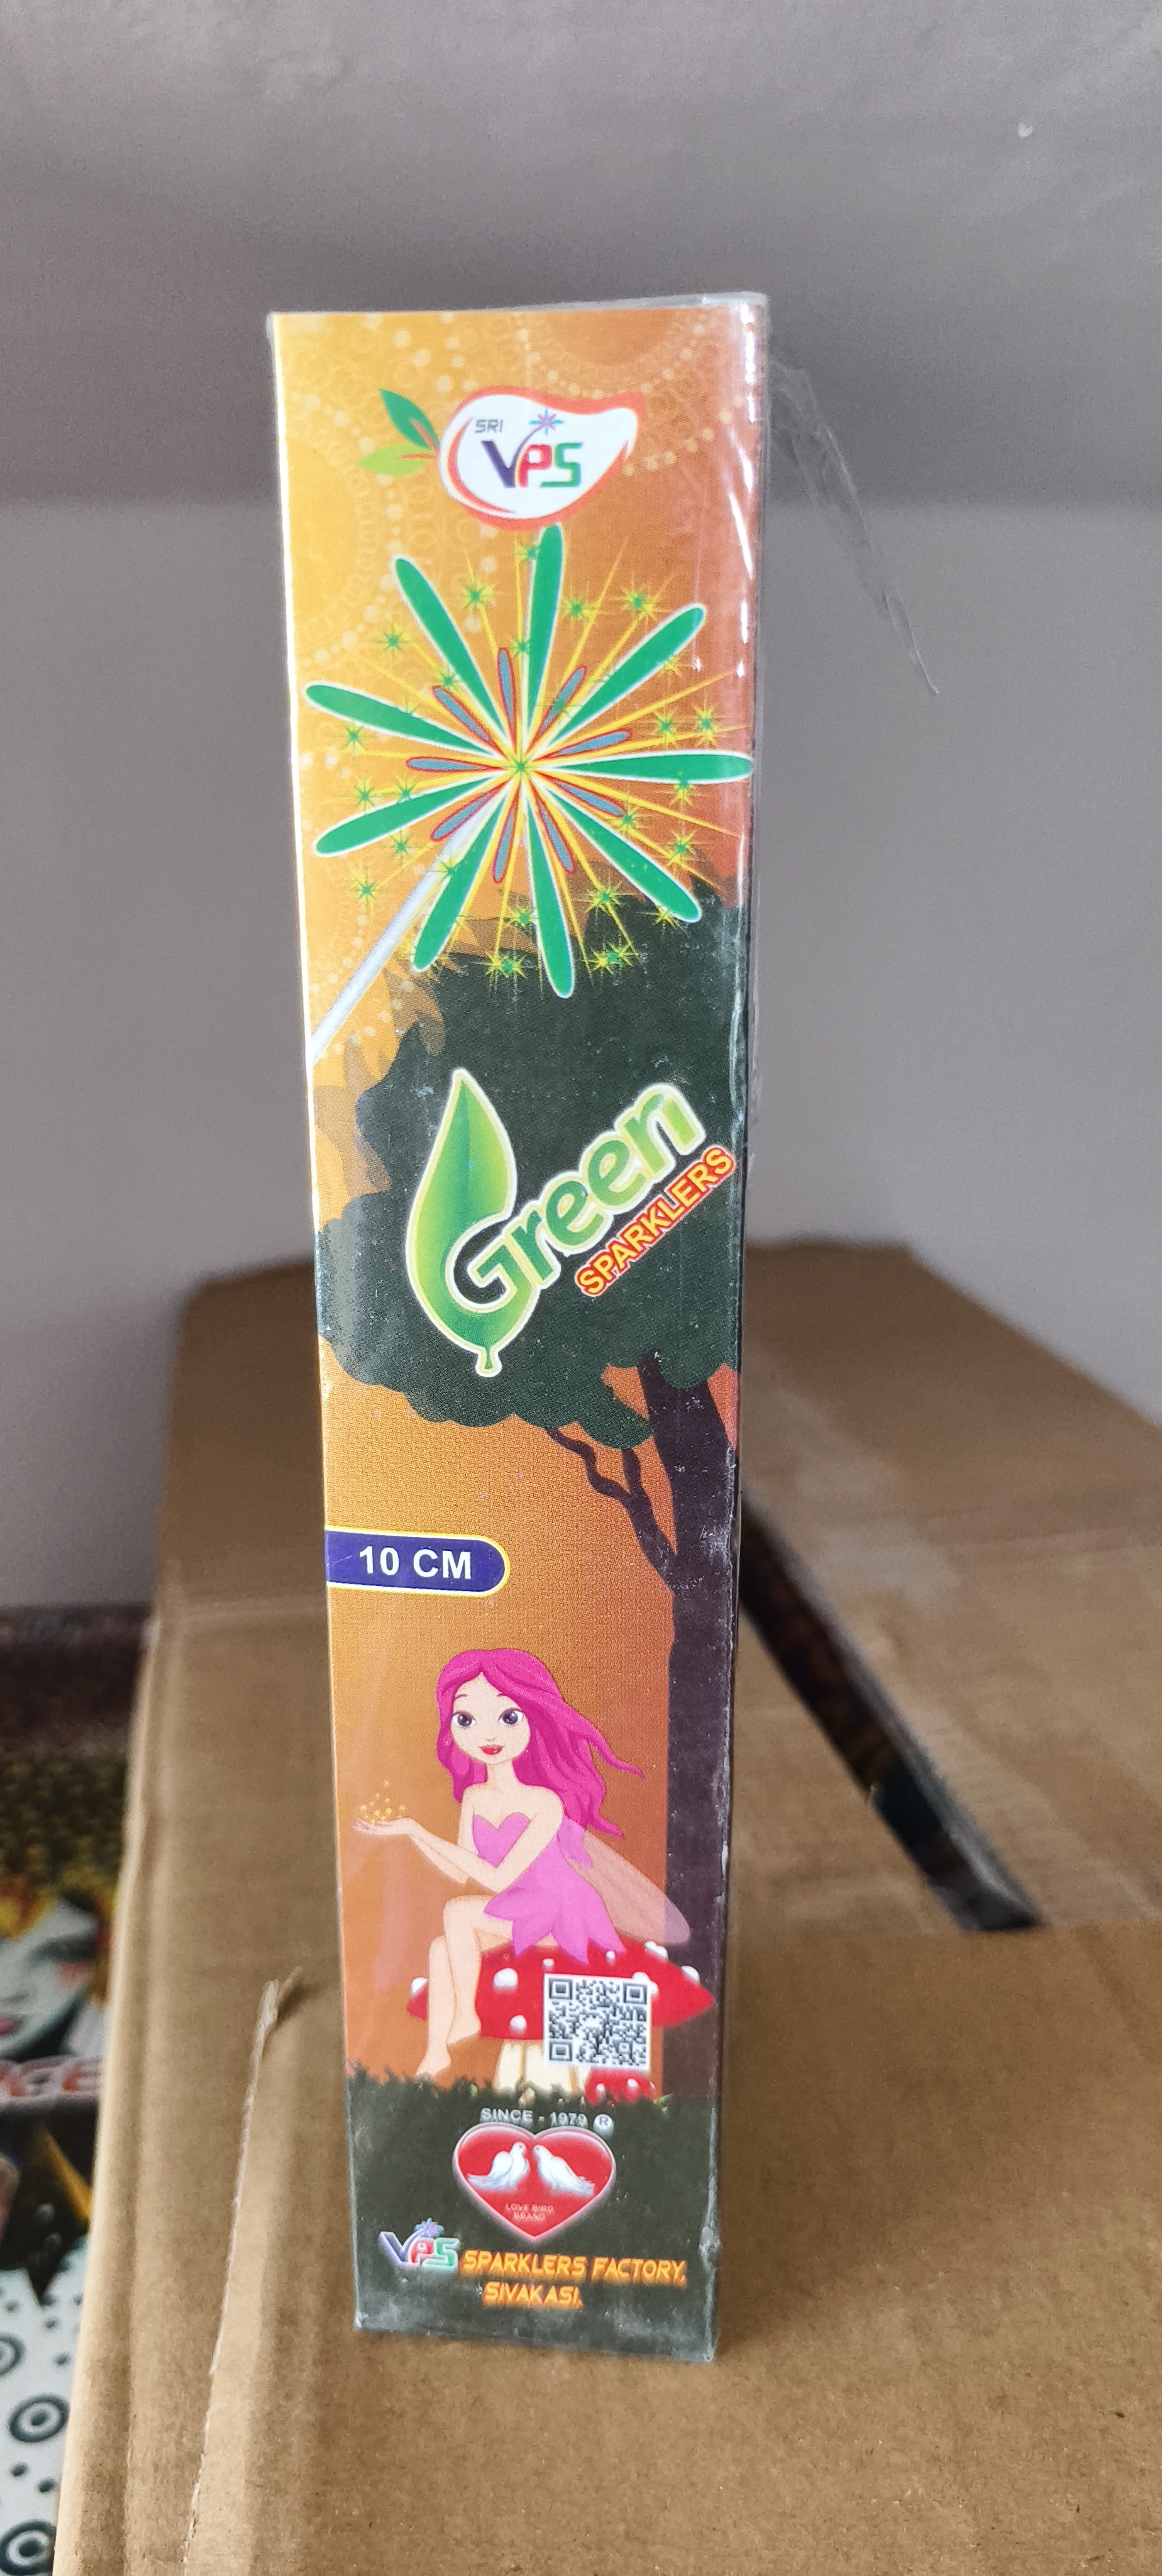 SRI
VPS
Green
SPARKLERS
10 CM
SINCE - 1979 ®
LOVE BIRD
BRAND
VPS SPARKLERS FACTORY,
SIVAKASI.